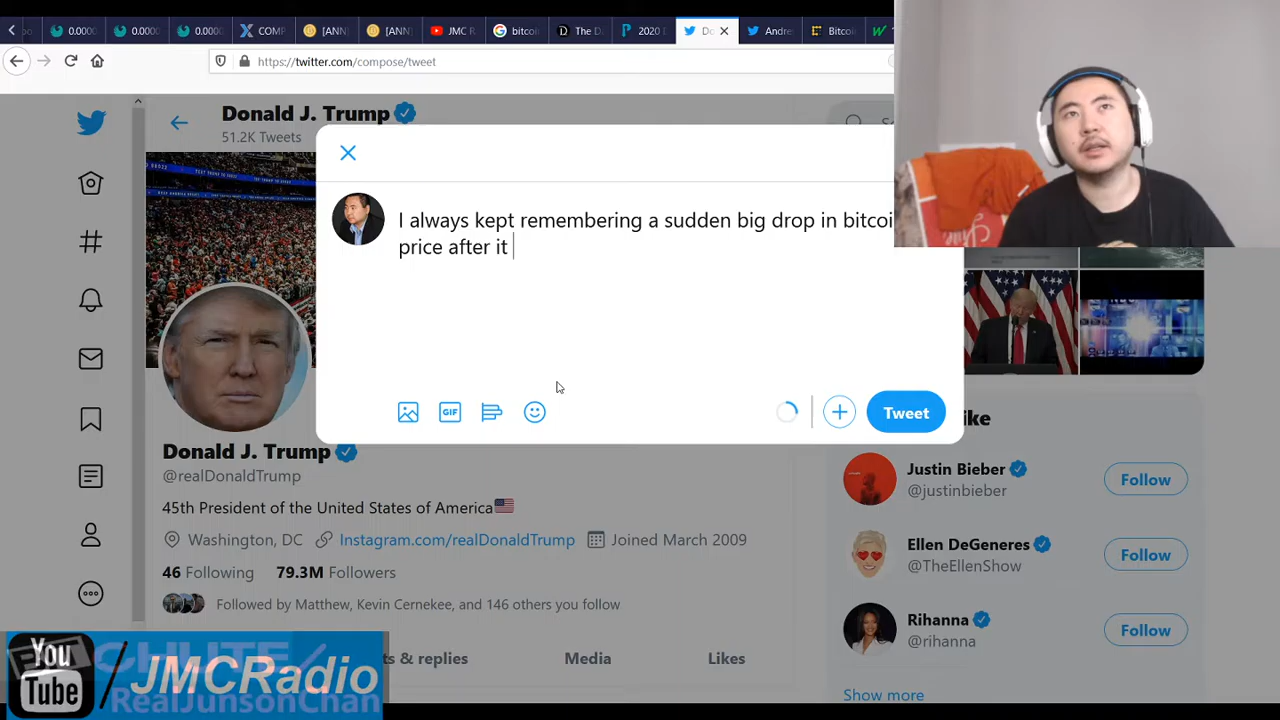 0.0000
0.0000
0.0000
COMP
[ANN]
[ANN]
JMC R
bitcoi
The D
2020 E
Do
Andre
Bitcoi
https://twitter.com/compose/tweet
Donald J. Trump
51.2K Tweets
I always kept remembering a sudden big drop in bitcoi
price after it
GIF
Tweet
like
Donald J. Trump
@realDonaldTrump
45th President of the United States of America
Washington, DC
Instagram.com/realDonaldTrump
Joined March 2009
46 Following
79.3M Followers
Followed by Matthew, Kevin Cernekee, and 146 others you follow
ts & replies
Media
Likes
Justin Bieber
@justinbieber
Follow
Ellen DeGeneres
@TheEllenShow
Follow
Rihanna
@rihanna
Follow
Show more
You
Tube
/JMCRadio
RealJunsonChan